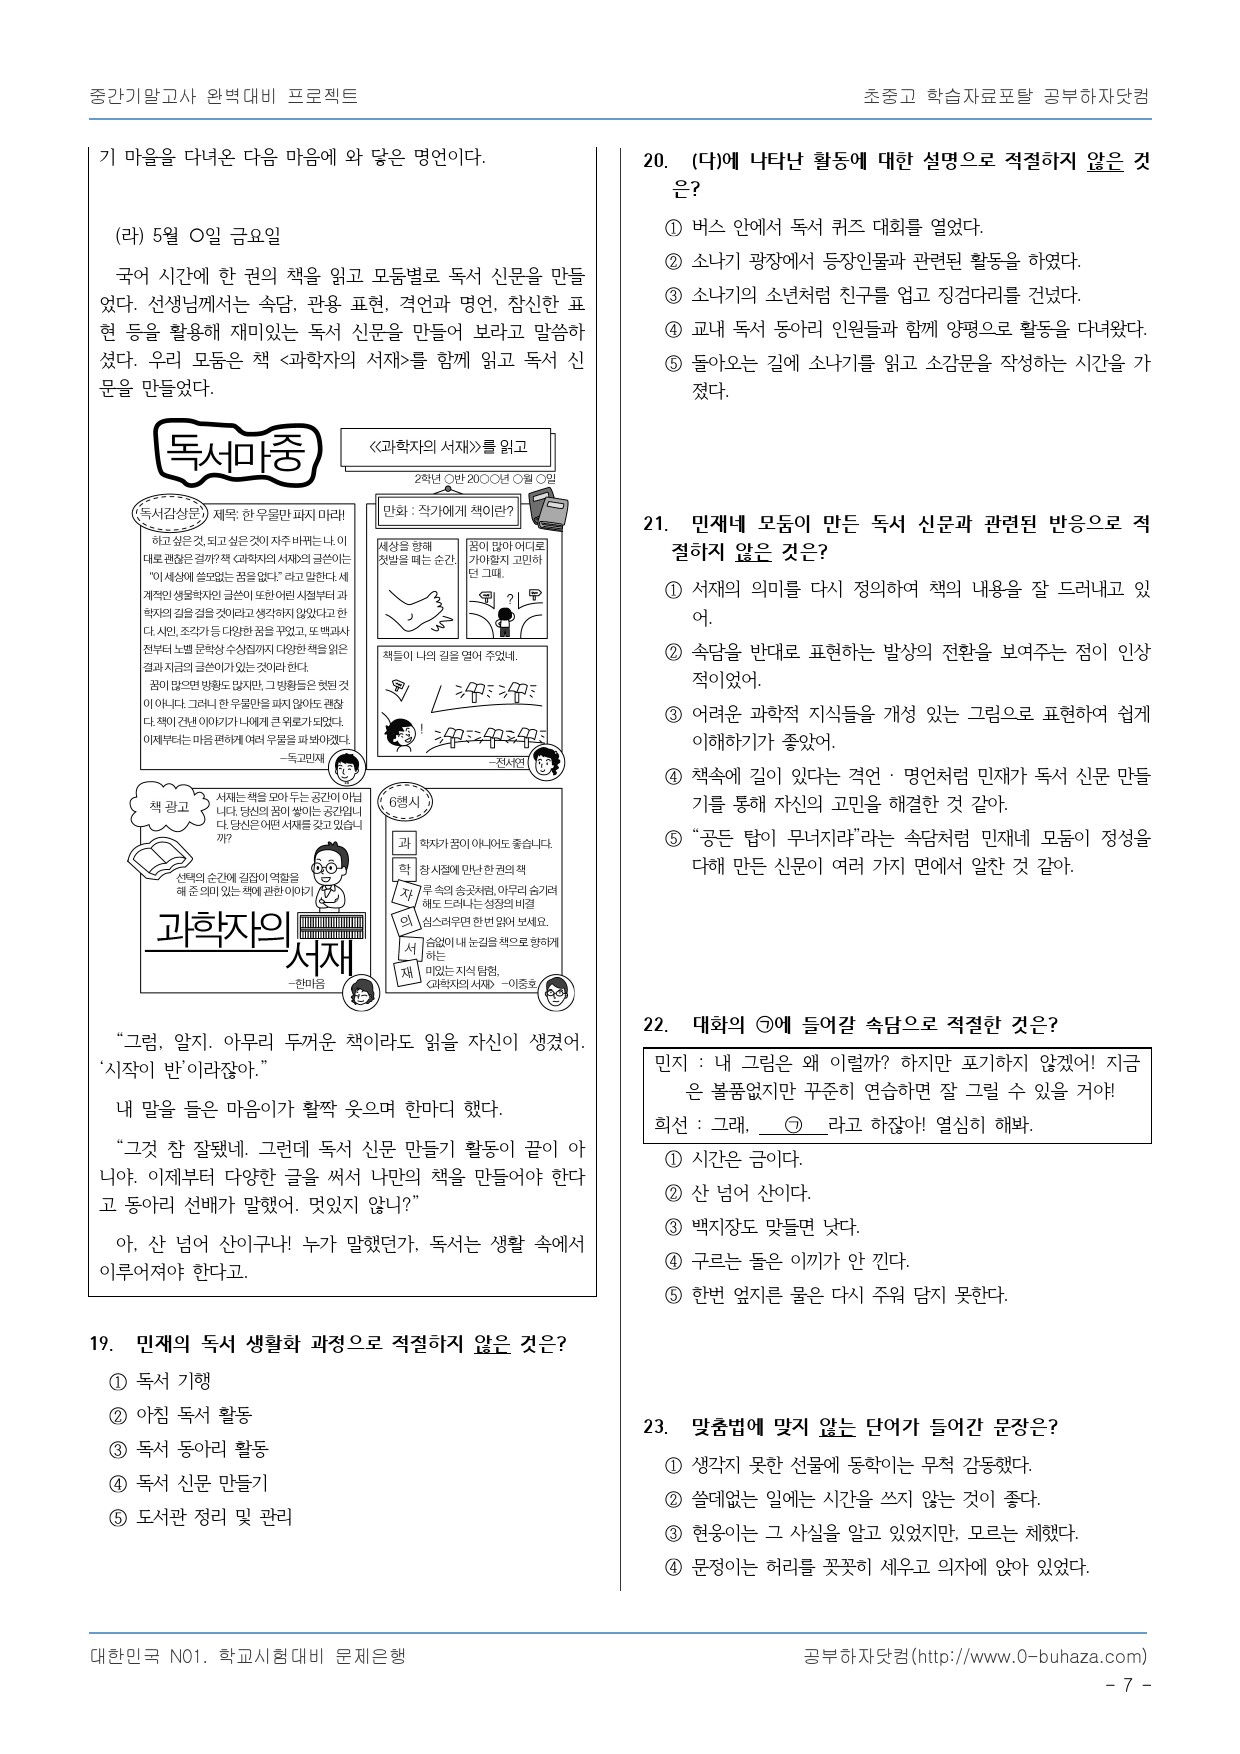 중간기말고사 완벽대비 프로젝트
초중고 학습자료포탈 공부하자닷컴
기 마을을 다녀온 다음 마음에 와 닿은 명언이다.
(라) 5월 ○일 금요일
국어 시간에 한 권의 책을 읽고 모둠별로 독서 신문을 만들
었다. 선생님께서는 속담, 관용 표현, 격언과 명언, 참신한 표
현 등을 활용해 재미있는 독서 신문을 만들어 보라고 말씀하
셨다. 우리 모둠은 책 <과학자의 서재>를 함께 읽고 독서 신
문을 만들었다.
독서마중
≪과학자의 서재≫를 읽고
2학년 ○반 20○○년 ○월 ○일
독서감상문
제목: 한 우물만 파지 마라!
하고 싶은 것, 되고 싶은 것이 자주 바뀌는 나. 이
대로 괜찮은 걸까? 책 <과학자의 서재>의 글쓴이는
"이 세상에 쓸모없는 꿈은 없다." 라고 말한다. 세
계적인 생물학자인 글쓴이 또한 어린 시절부터 과
학자의 길을 걸을 것이라고 생각하지 않았다고 한
다. 시인, 조각가 등 다양한 꿈을 꾸었고, 또 백과사
전부터 노벨 문학상 수상집까지 다양한 책을 읽은
결과 지금의 글쓴이가 있는 것이라 한다.
꿈이 많으면 방황도 많지만, 그 방황들은 헛된 것
이 아니다. 그러니 한 우물만을 파지 않아도 괜찮
다. 책이 건넨 이야기가 나에게 큰 위로가 되었다.
이제부터는 마음 편하게 여러 우물을 파 봐야겠다.
-독고민재
만화 : 작가에게 책이란?
세상을 향해
첫발을 떼는 순간.
꿈이 많아 어디로
가야할지 고민하
던 그때.
?
책들이 나의 길을 열어 주었네.
!
-전서연
책 광고
서재는 책을 모아 두는 공간이 아닙
니다. 당신의 꿈이 쌓이는 공간입니
다. 당신은 어떤 서재를 갖고 있습니
까?
선택의 순간에 길잡이 역할을
해 준 의미 있는 책에 관한 이야기
과학자의
서재
-한마음
6행시
과 학자가 꿈이 아니어도 좋습니다.
학 창 시절에 만난 한 권의 책
자 루 속의 송곳처럼, 아무리 숨기려
해도 드러나는 성장의 비결
의 심스러우면 한 번 읽어 보세요.
서 슴없이 내 눈길을 책으로 향하게
하는
재 미있는 지식 탐험,
<과학자의 서재> -이중호
"그럼, 알지. 아무리 두꺼운 책이라도 읽을 자신이 생겼어.
'시작이 반'이라잖아."
내 말을 들은 마음이가 활짝 웃으며 한마디 했다.
"그것 참 잘됐네. 그런데 독서 신문 만들기 활동이 끝이 아
니야. 이제부터 다양한 글을 써서 나만의 책을 만들어야 한다
고 동아리 선배가 말했어. 멋있지 않니?"
아, 산 넘어 산이구나! 누가 말했던가, 독서는 생활 속에서
이루어져야 한다고.
19. 민재의 독서 생활화 과정으로 적절하지 않은 것은?
① 독서 기행
② 아침 독서 활동
③ 독서 동아리 활동
④ 독서 신문 만들기
⑤ 도서관 정리 및 관리
20. (다)에 나타난 활동에 대한 설명으로 적절하지 않은 것
은?
① 버스 안에서 독서 퀴즈 대회를 열었다.
② 소나기 광장에서 등장인물과 관련된 활동을 하였다.
③ 소나기의 소년처럼 친구를 업고 징검다리를 건넜다.
④ 교내 독서 동아리 인원들과 함께 양평으로 활동을 다녀왔다.
⑤ 돌아오는 길에 소나기를 읽고 소감문을 작성하는 시간을 가
졌다.
21. 민재네 모둠이 만든 독서 신문과 관련된 반응으로 적
절하지 않은 것은?
① 서재의 의미를 다시 정의하여 책의 내용을 잘 드러내고 있
어.
② 속담을 반대로 표현하는 발상의 전환을 보여주는 점이 인상
적이었어.
③ 어려운 과학적 지식들을 개성 있는 그림으로 표현하여 쉽게
이해하기가 좋았어.
④ 책속에 길이 있다는 격언 · 명언처럼 민재가 독서 신문 만들
기를 통해 자신의 고민을 해결한 것 같아.
⑤ "공든 탑이 무너지랴"라는 속담처럼 민재네 모둠이 정성을
다해 만든 신문이 여러 가지 면에서 알찬 것 같아.
22. 대화의 ㉠에 들어갈 속담으로 적절한 것은?
민지 : 내 그림은 왜 이럴까? 하지만 포기하지 않겠어! 지금
은 볼품없지만 꾸준히 연습하면 잘 그릴 수 있을 거야!
희선 : 그래, ㉠ 라고 하잖아! 열심히 해봐.
① 시간은 금이다.
② 산 넘어 산이다.
③ 백지장도 맞들면 낫다.
④ 구르는 돌은 이끼가 안 낀다.
⑤ 한번 엎지른 물은 다시 주워 담지 못한다.
23. 맞춤법에 맞지 않는 단어가 들어간 문장은?
① 생각지 못한 선물에 동학이는 무척 감동했다.
② 쓸데없는 일에는 시간을 쓰지 않는 것이 좋다.
③ 현웅이는 그 사실을 알고 있었지만, 모르는 체했다.
④ 문정이는 허리를 꼿꼿히 세우고 의자에 앉아 있었다.
대한민국 N01. 학교시험대비 문제은행
공부하자닷컴(http://www.0-buhaza.com)
- 7 -